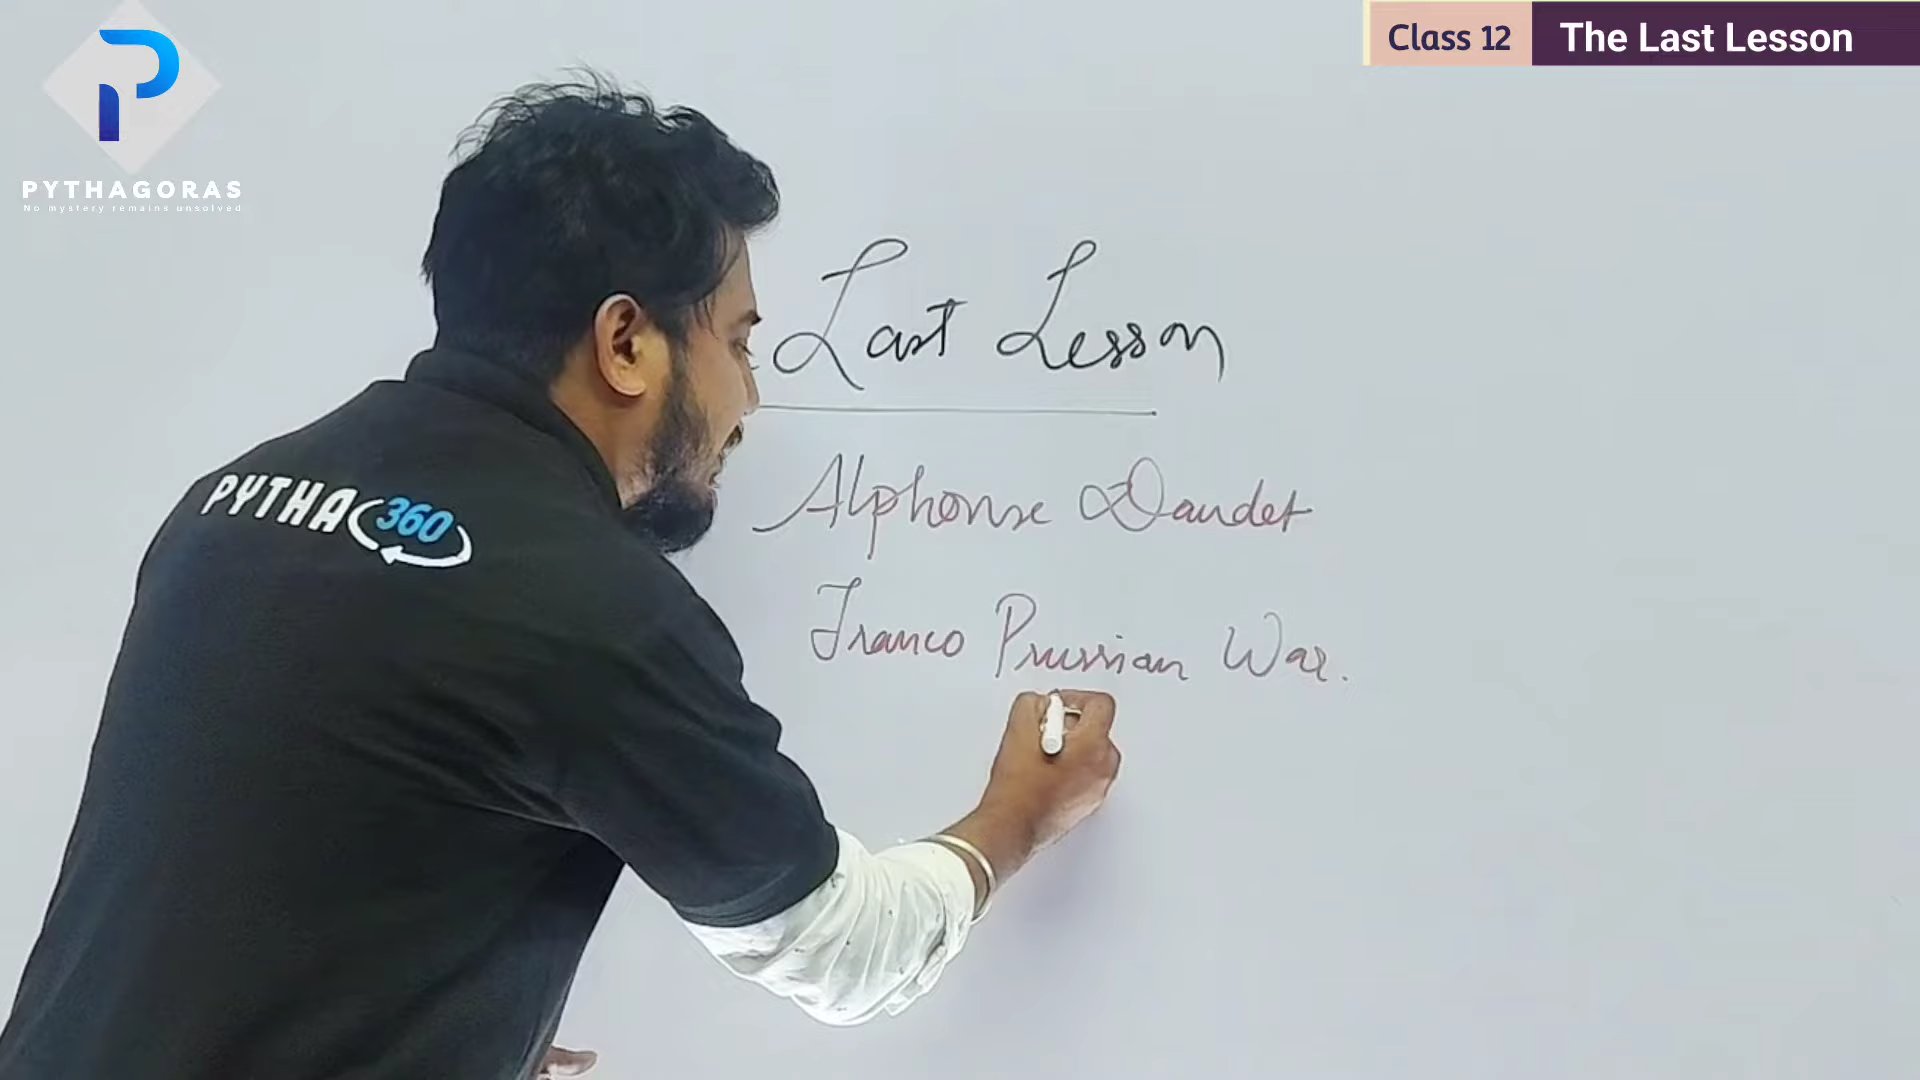 PYTHAGORAS
No mystery remains unsolved
Class 12 The Last Lesson
Last Lesson
Alphonse Daudet
Franco Prussian War.
PYTHA 360